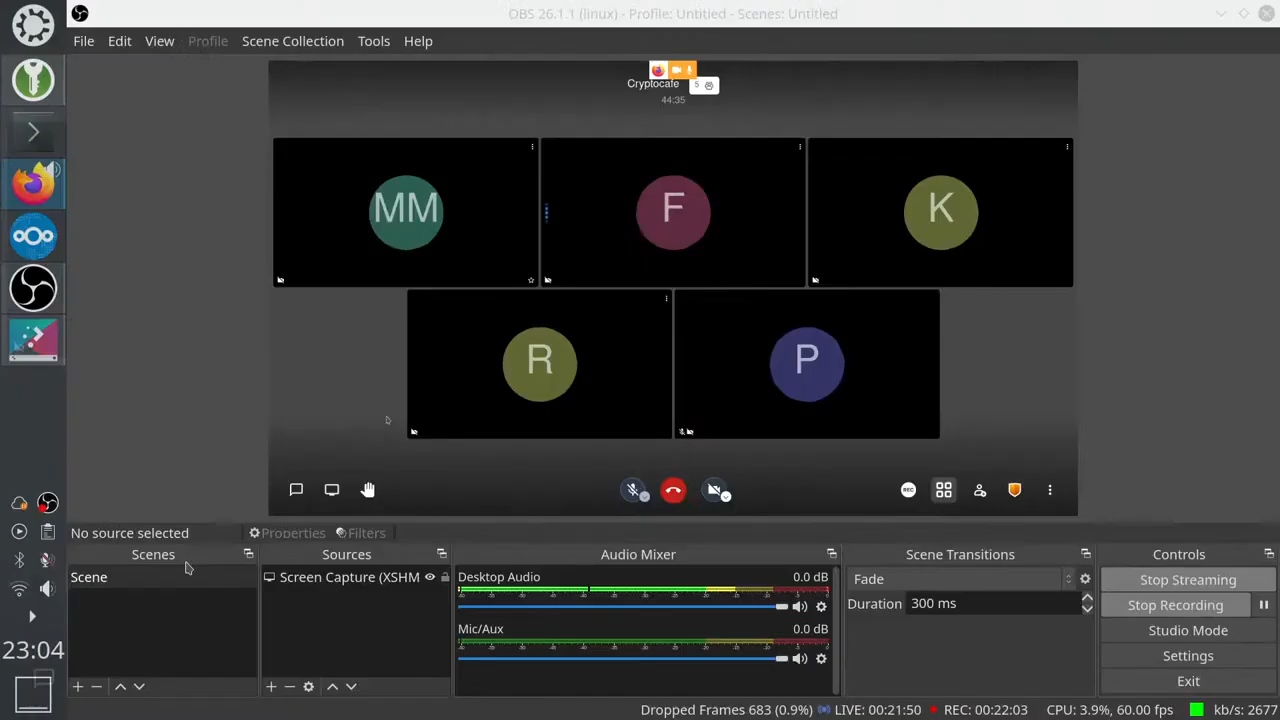 OBS 26.1.1 (linux) - Profile: Untitled - Scenes: Untitled
File Edit View Profile Scene Collection Tools Help
Cryptocafe 5
44:35
MM F K
R P
REC
No source selected Properties Filters
Scenes Sources Audio Mixer Scene Transitions Controls
Scene
Screen Capture (XSHM
Desktop Audio 0.0 dB
Mic/Aux 0.0 dB
Fade
Duration 300 ms
Stop Streaming
Stop Recording
Studio Mode
Settings
Exit
23:04
Dropped Frames 683 (0.9%) LIVE: 00:21:50 REC: 00:22:03 CPU: 3.9%, 60.00 fps kb/s: 2677